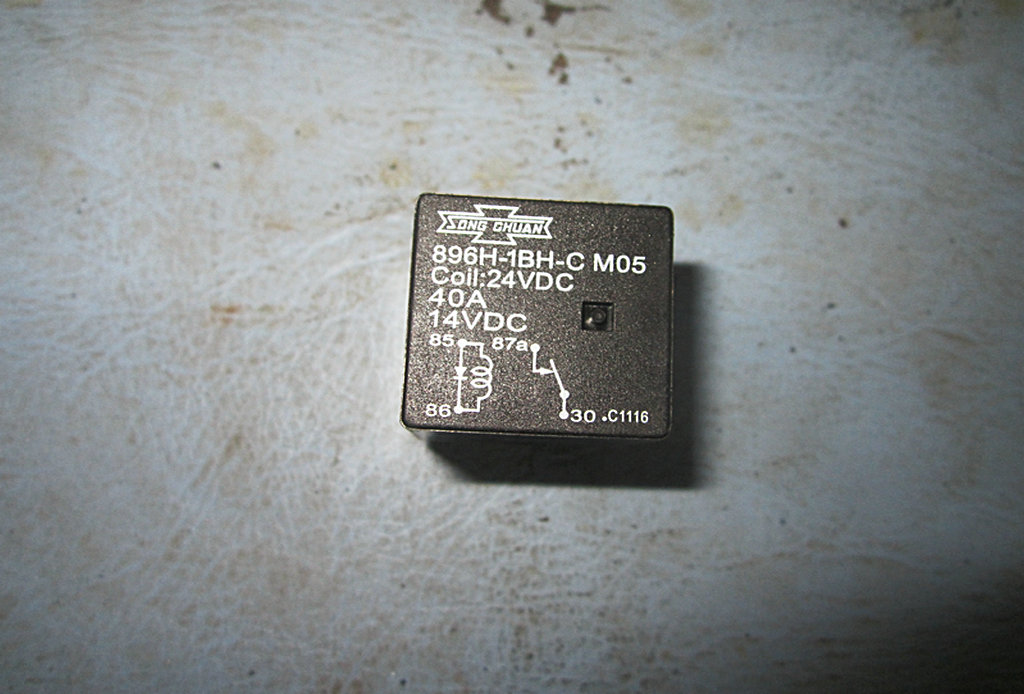 SONG CHUAN
896H-1BH-C M05
Coil:24VDC
40A
14VDC
85 87a
86 30 .C1116